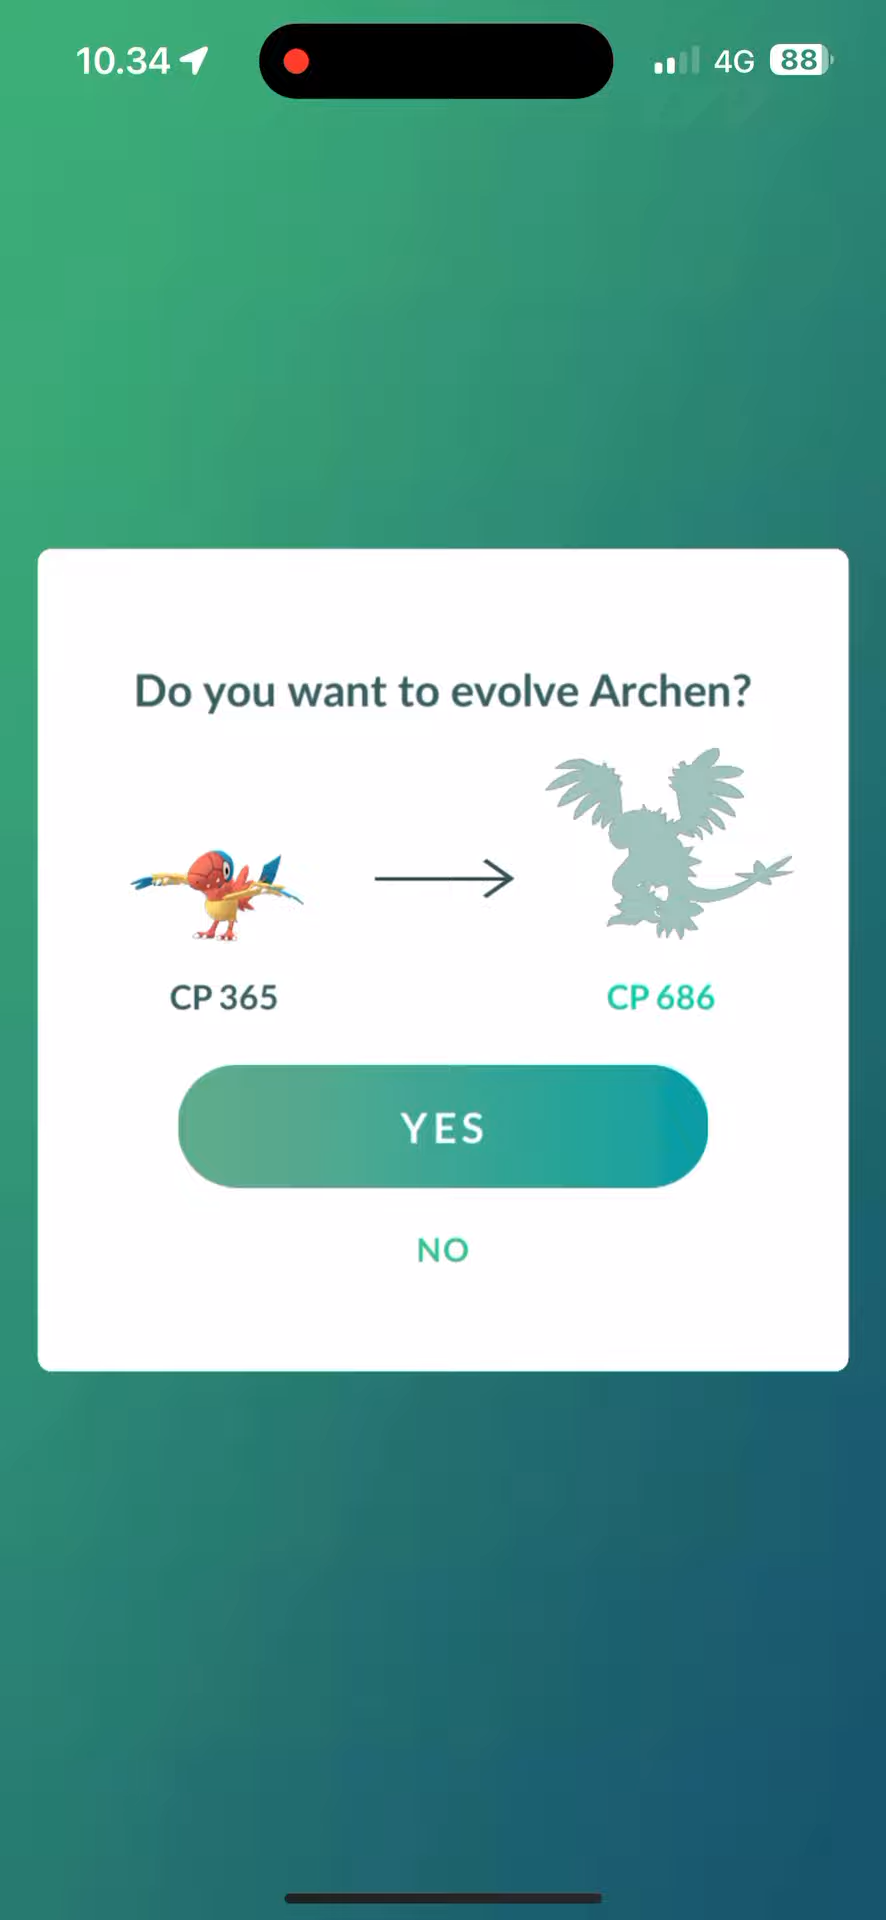 10.34
4G
88
Do you want to evolve Archen?
CP 365
CP 686
YES
NO